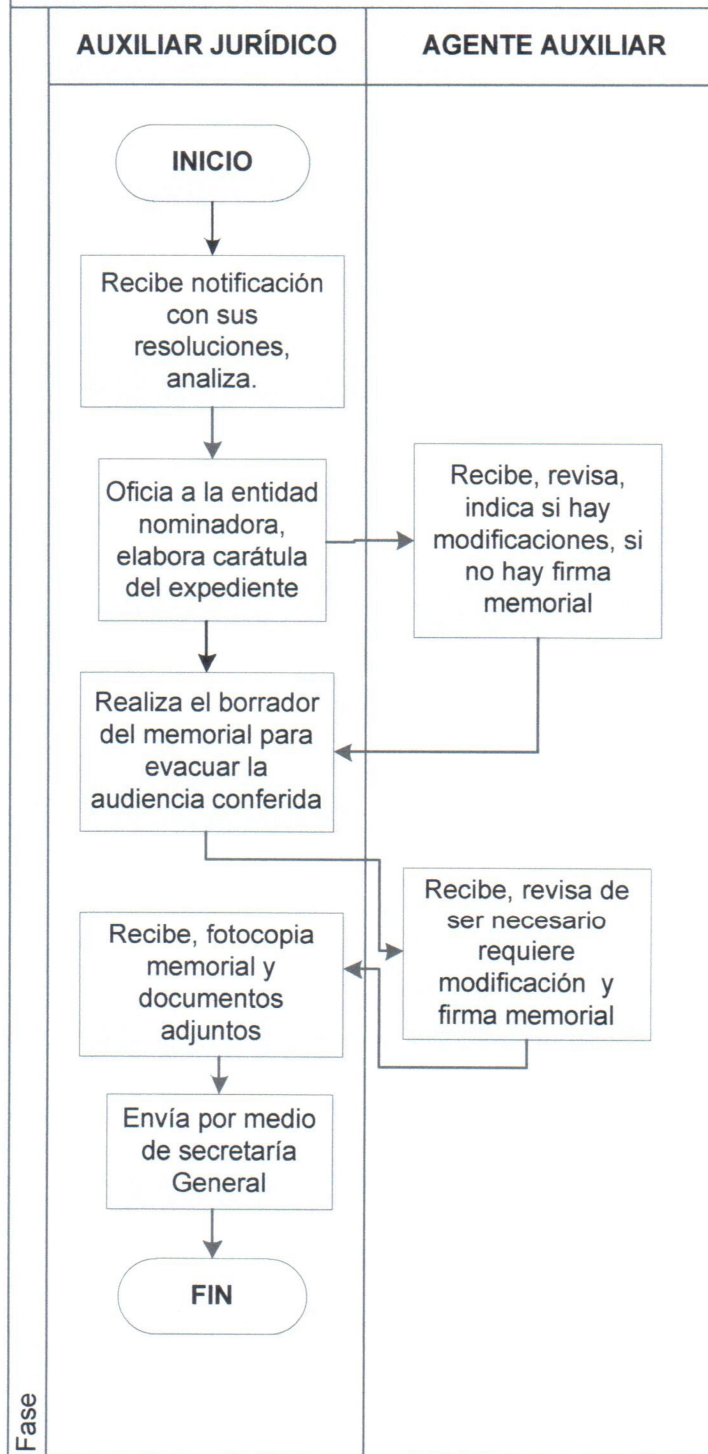 AUXILIAR JURÍDICO
AGENTE AUXILIAR
INICIO
Recibe notificación
con sus
resoluciones,
analiza.
Oficia a la entidad
nominadora,
elabora carátula
del expediente
Recibe, revisa,
indica si hay
modificaciones, si
no hay firma
memorial
Realiza el borrador
del memorial para
evacuar la
audiencia conferida
Recibe, revisa de
ser necesario
requiere
modificación y
firma memorial
Recibe, fotocopia
memorial y
documentos
adjuntos
Envía por medio
de secretaría
General
FIN
Fase